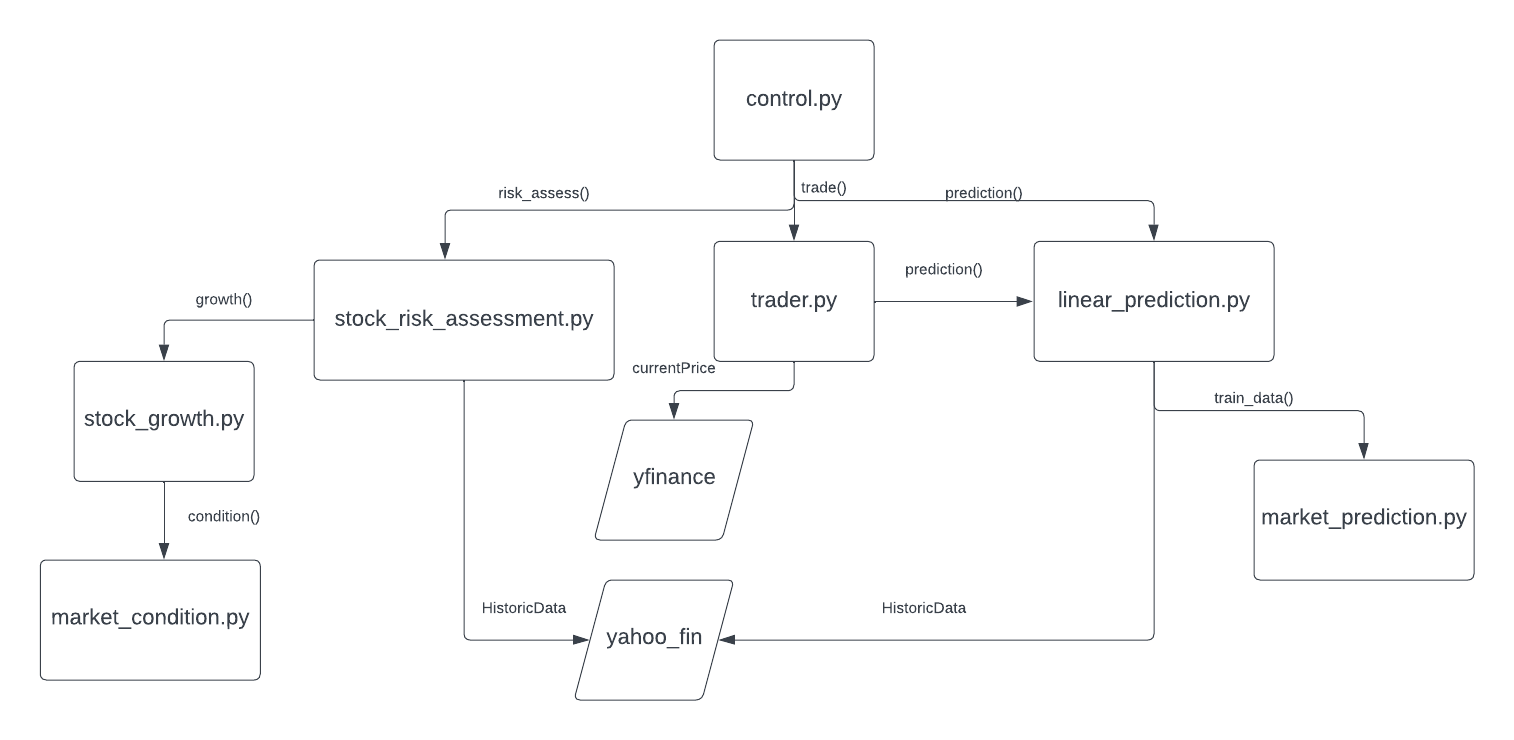 control.py
risk_assess()
trade()
prediction()
growth()
stock_risk_assessment.py
trader.py
prediction()
linear_prediction.py
stock_growth.py
currentPrice
train_data()
yfinance
condition()
market_prediction.py
market_condition.py
HistoricData
yahoo_fin
HistoricData